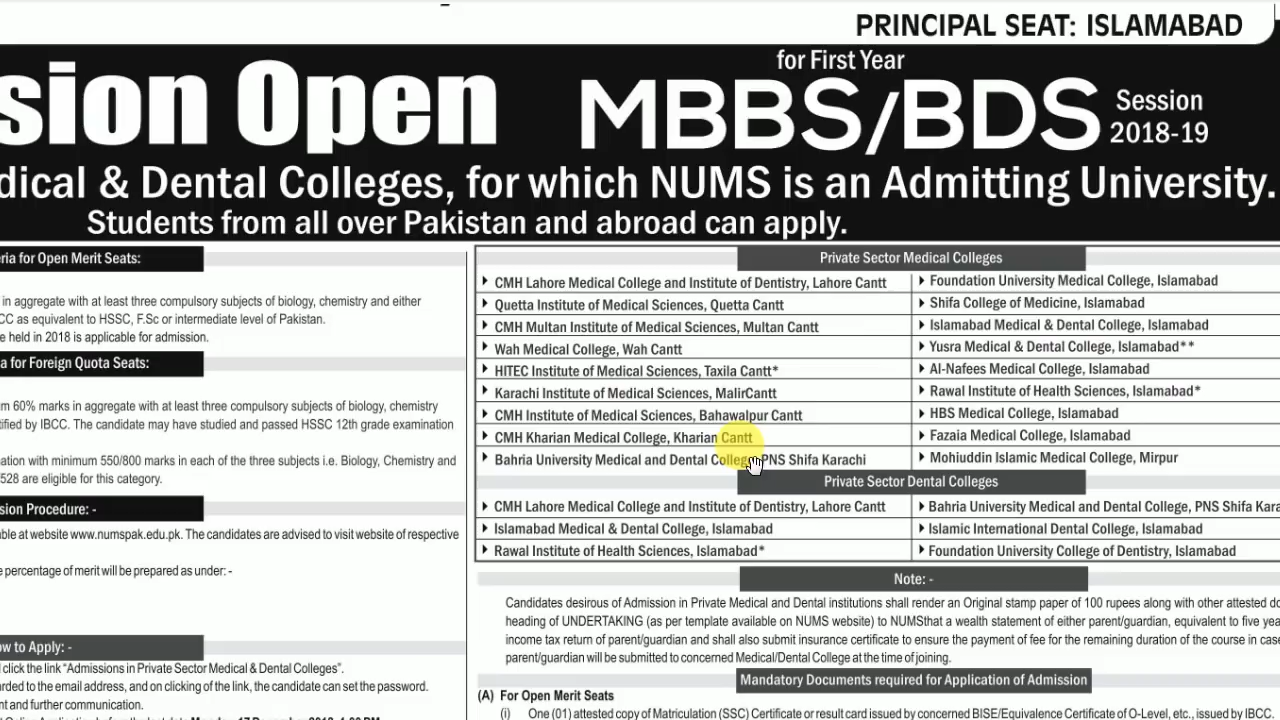 PRINCIPAL SEAT: ISLAMABAD
for First Year
sion Open MBBS/BDS Session 2018-19
dical & Dental Colleges, for which NUMS is an Admitting University.
Students from all over Pakistan and abroad can apply.
eria for Open Merit Seats:
in aggregate with at least three compulsory subjects of biology, chemistry and either
CC as equivalent to HSSC, F.Sc or intermediate level of Pakistan.
e held in 2018 is applicable for admission.
a for Foreign Quota Seats:
m 60% marks in aggregate with at least three compulsory subjects of biology, chemistry
tified by IBCC. The candidate may have studied and passed HSSC 12th grade examination
ation with minimum 550/800 marks in each of the three subjects i.e. Biology, Chemistry and
528 are eligible for this category.
sion Procedure: -
able at website www.numspak.edu.pk. The candidates are advised to visit website of respective
e percentage of merit will be prepared as under: -
ow to Apply: -
l click the link “Admissions in Private Sector Medical & Dental Colleges”.
arded to the email address, and on clicking of the link, the candidate can set the password.
nt and further communication.
Private Sector Medical Colleges
CMH Lahore Medical College and Institute of Dentistry, Lahore Cantt
Quetta Institute of Medical Sciences, Quetta Cantt
CMH Multan Institute of Medical Sciences, Multan Cantt
Wah Medical College, Wah Cantt
HITEC Institute of Medical Sciences, Taxila Cantt*
Karachi Institute of Medical Sciences, MalirCantt
CMH Institute of Medical Sciences, Bahawalpur Cantt
CMH Kharian Medical College, Kharian Cantt
Bahria University Medical and Dental College, PNS Shifa Karachi
Foundation University Medical College, Islamabad
Shifa College of Medicine, Islamabad
Islamabad Medical & Dental College, Islamabad
Yusra Medical & Dental College, Islamabad**
Al-Nafees Medical College, Islamabad
Rawal Institute of Health Sciences, Islamabad*
HBS Medical College, Islamabad
Fazaia Medical College, Islamabad
Mohiuddin Islamic Medical College, Mirpur
Private Sector Dental Colleges
CMH Lahore Medical College and Institute of Dentistry, Lahore Cantt
Islamabad Medical & Dental College, Islamabad
Rawal Institute of Health Sciences, Islamabad*
Bahria University Medical and Dental College, PNS Shifa Kara
Islamic International Dental College, Islamabad
Foundation University College of Dentistry, Islamabad
Note: -
Candidates desirous of Admission in Private Medical and Dental institutions shall render an Original stamp paper of 100 rupees along with other attested do
heading of UNDERTAKING (as per template available on NUMS website) to NUMSthat a wealth statement of either parent/guardian, equivalent to five yea
income tax return of parent/guardian and shall also submit insurance certificate to ensure the payment of fee for the remaining duration of the course in cas
parent/guardian will be submitted to concerned Medical/Dental College at the time of joining.
Mandatory Documents required for Application of Admission
(A) For Open Merit Seats
(i) One (01) attested copy of Matriculation (SSC) Certificate or result card issued by concerned BISE/Equivalence Certificate of O-Level, etc., issued by IBCC.